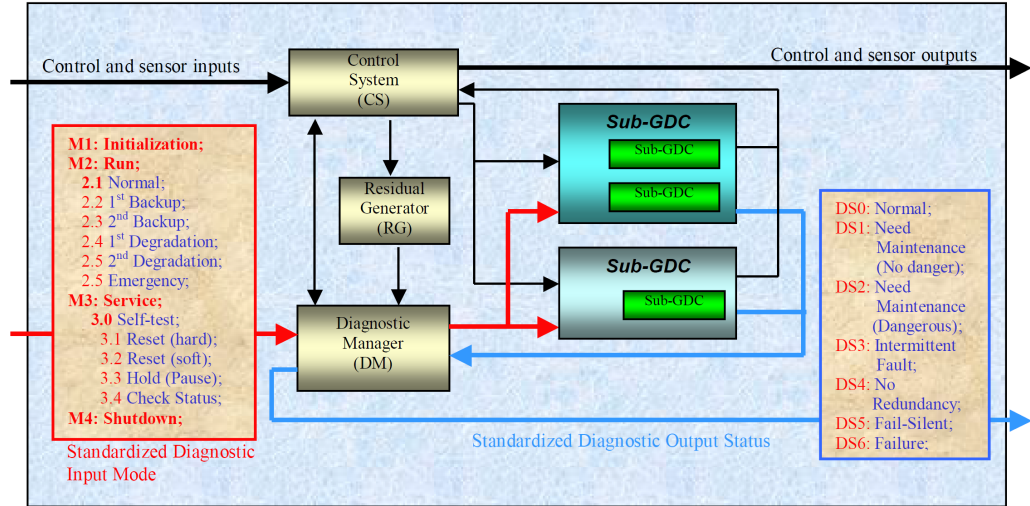 Control and sensor inputs
Control
System
(CS)
Control and sensor outputs
M1: Initialization;
M2: Run;
2.1 Normal;
2.2 1st Backup;
2.3 2nd Backup;
2.4 1st Degradation;
2.5 2nd Degradation;
2.5 Emergency;
M3: Service;
3.0 Self-test;
3.1 Reset (hard);
3.2 Reset (soft);
3.3 Hold (Pause);
3.4 Check Status;
M4: Shutdown;
Standardized Diagnostic
Input Mode
Residual
Generator
(RG)
Diagnostic
Manager
(DM)
Sub-GDC
Sub-GDC
Sub-GDC
Sub-GDC
Sub-GDC
Standardized Diagnostic Output Status
DS0: Normal;
DS1: Need
Maintenance
(No danger);
DS2: Need
Maintenance
(Dangerous);
DS3: Intermittent
Fault;
DS4: No
Redundancy;
DS5: Fail-Silent;
DS6: Failure;